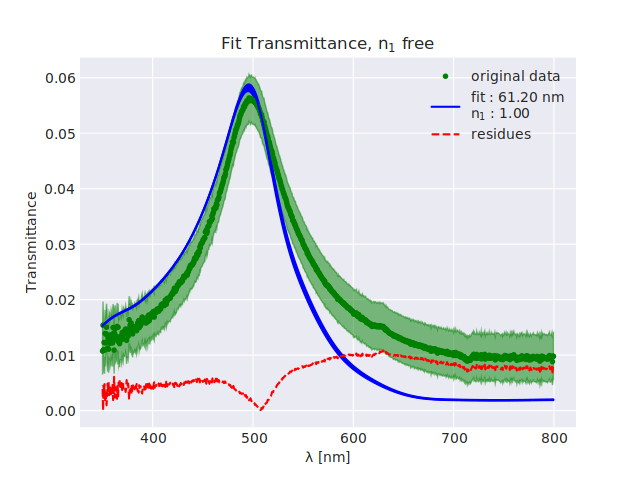 Fit Transmittance, n₁ free
original data
fit : 61.20 nm
n₁ : 1.00
residues
Transmittance
0.06
0.05
0.04
0.03
0.02
0.01
0.00
400 500 600 700 800
λ [nm]